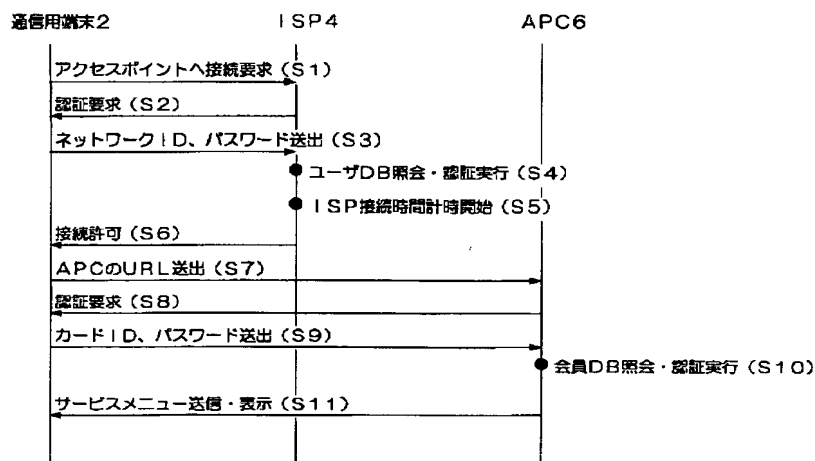 通信用端末2 ISP4 APC6
アクセスポイントへ接続要求(S1)
認証要求(S2)
ネットワークID、パスワード送出(S3)
ユーザDB照会・認証実行(S4)
ISP接続時間計時開始(S5)
接続許可(S6)
APCのURL送出(S7)
認証要求(S8)
カードID、パスワード送出(S9)
会員DB照会・認証実行(S10)
サービスメニュー送信・表示(S11)